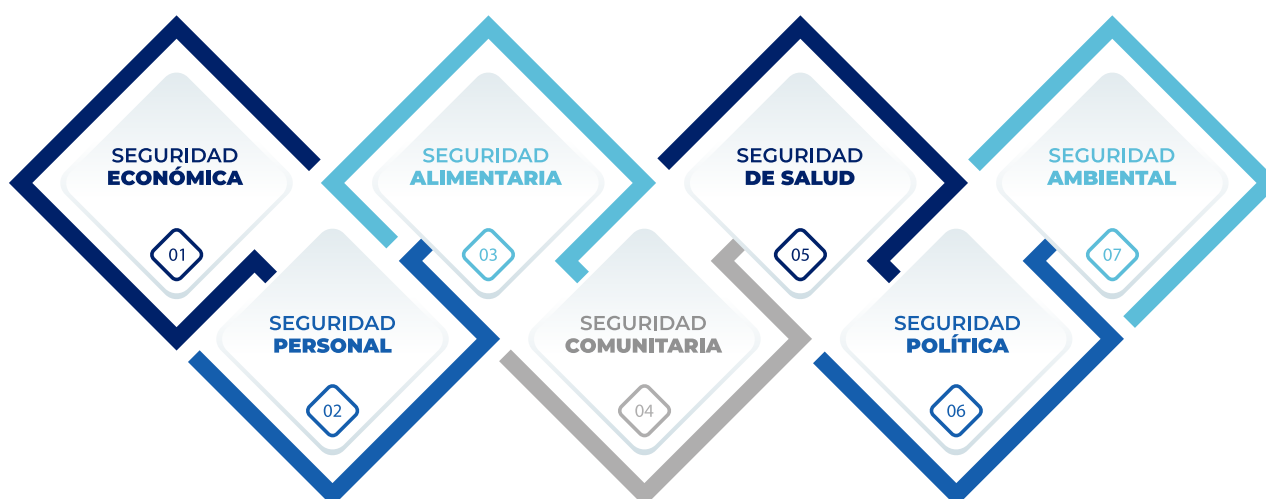 SEGURIDAD
ECONÓMICA
01
SEGURIDAD
PERSONAL
02
SEGURIDAD
ALIMENTARIA
03
SEGURIDAD
COMUNITARIA
04
SEGURIDAD
DE SALUD
05
SEGURIDAD
POLÍTICA
06
SEGURIDAD
AMBIENTAL
07